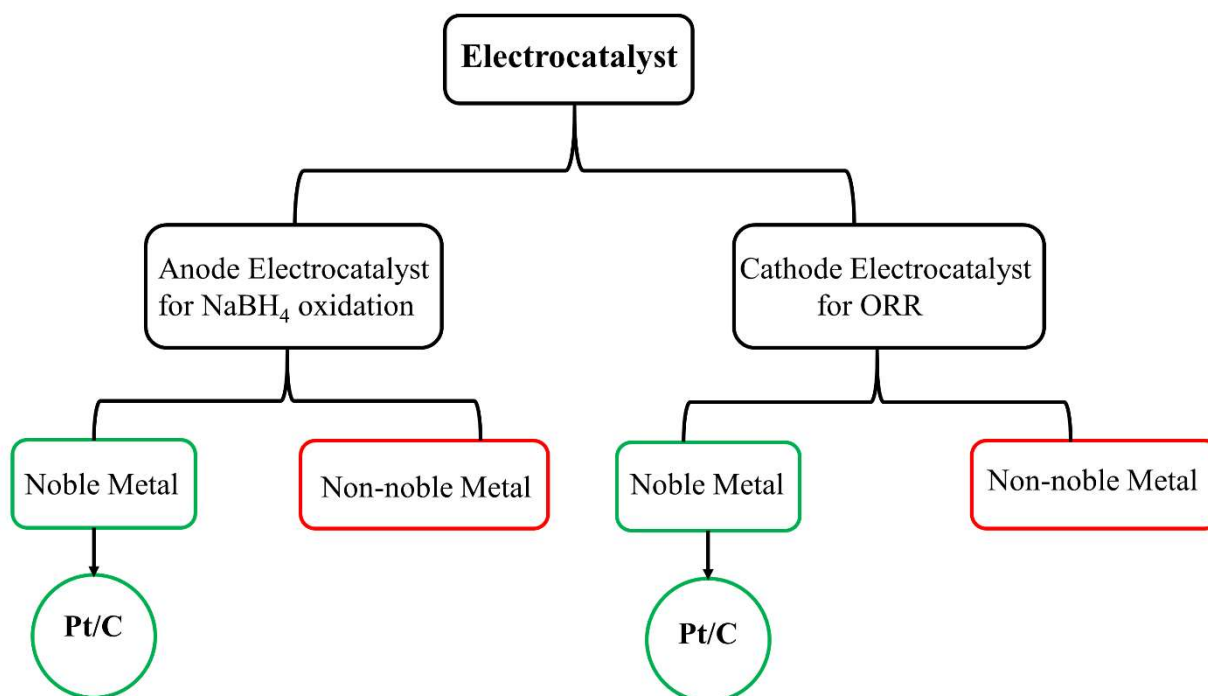 Electrocatalyst
Anode Electrocatalyst
for NaBH₄ oxidation
Cathode Electrocatalyst
for ORR
Noble Metal
Non-noble Metal
Noble Metal
Non-noble Metal
Pt/C
Pt/C